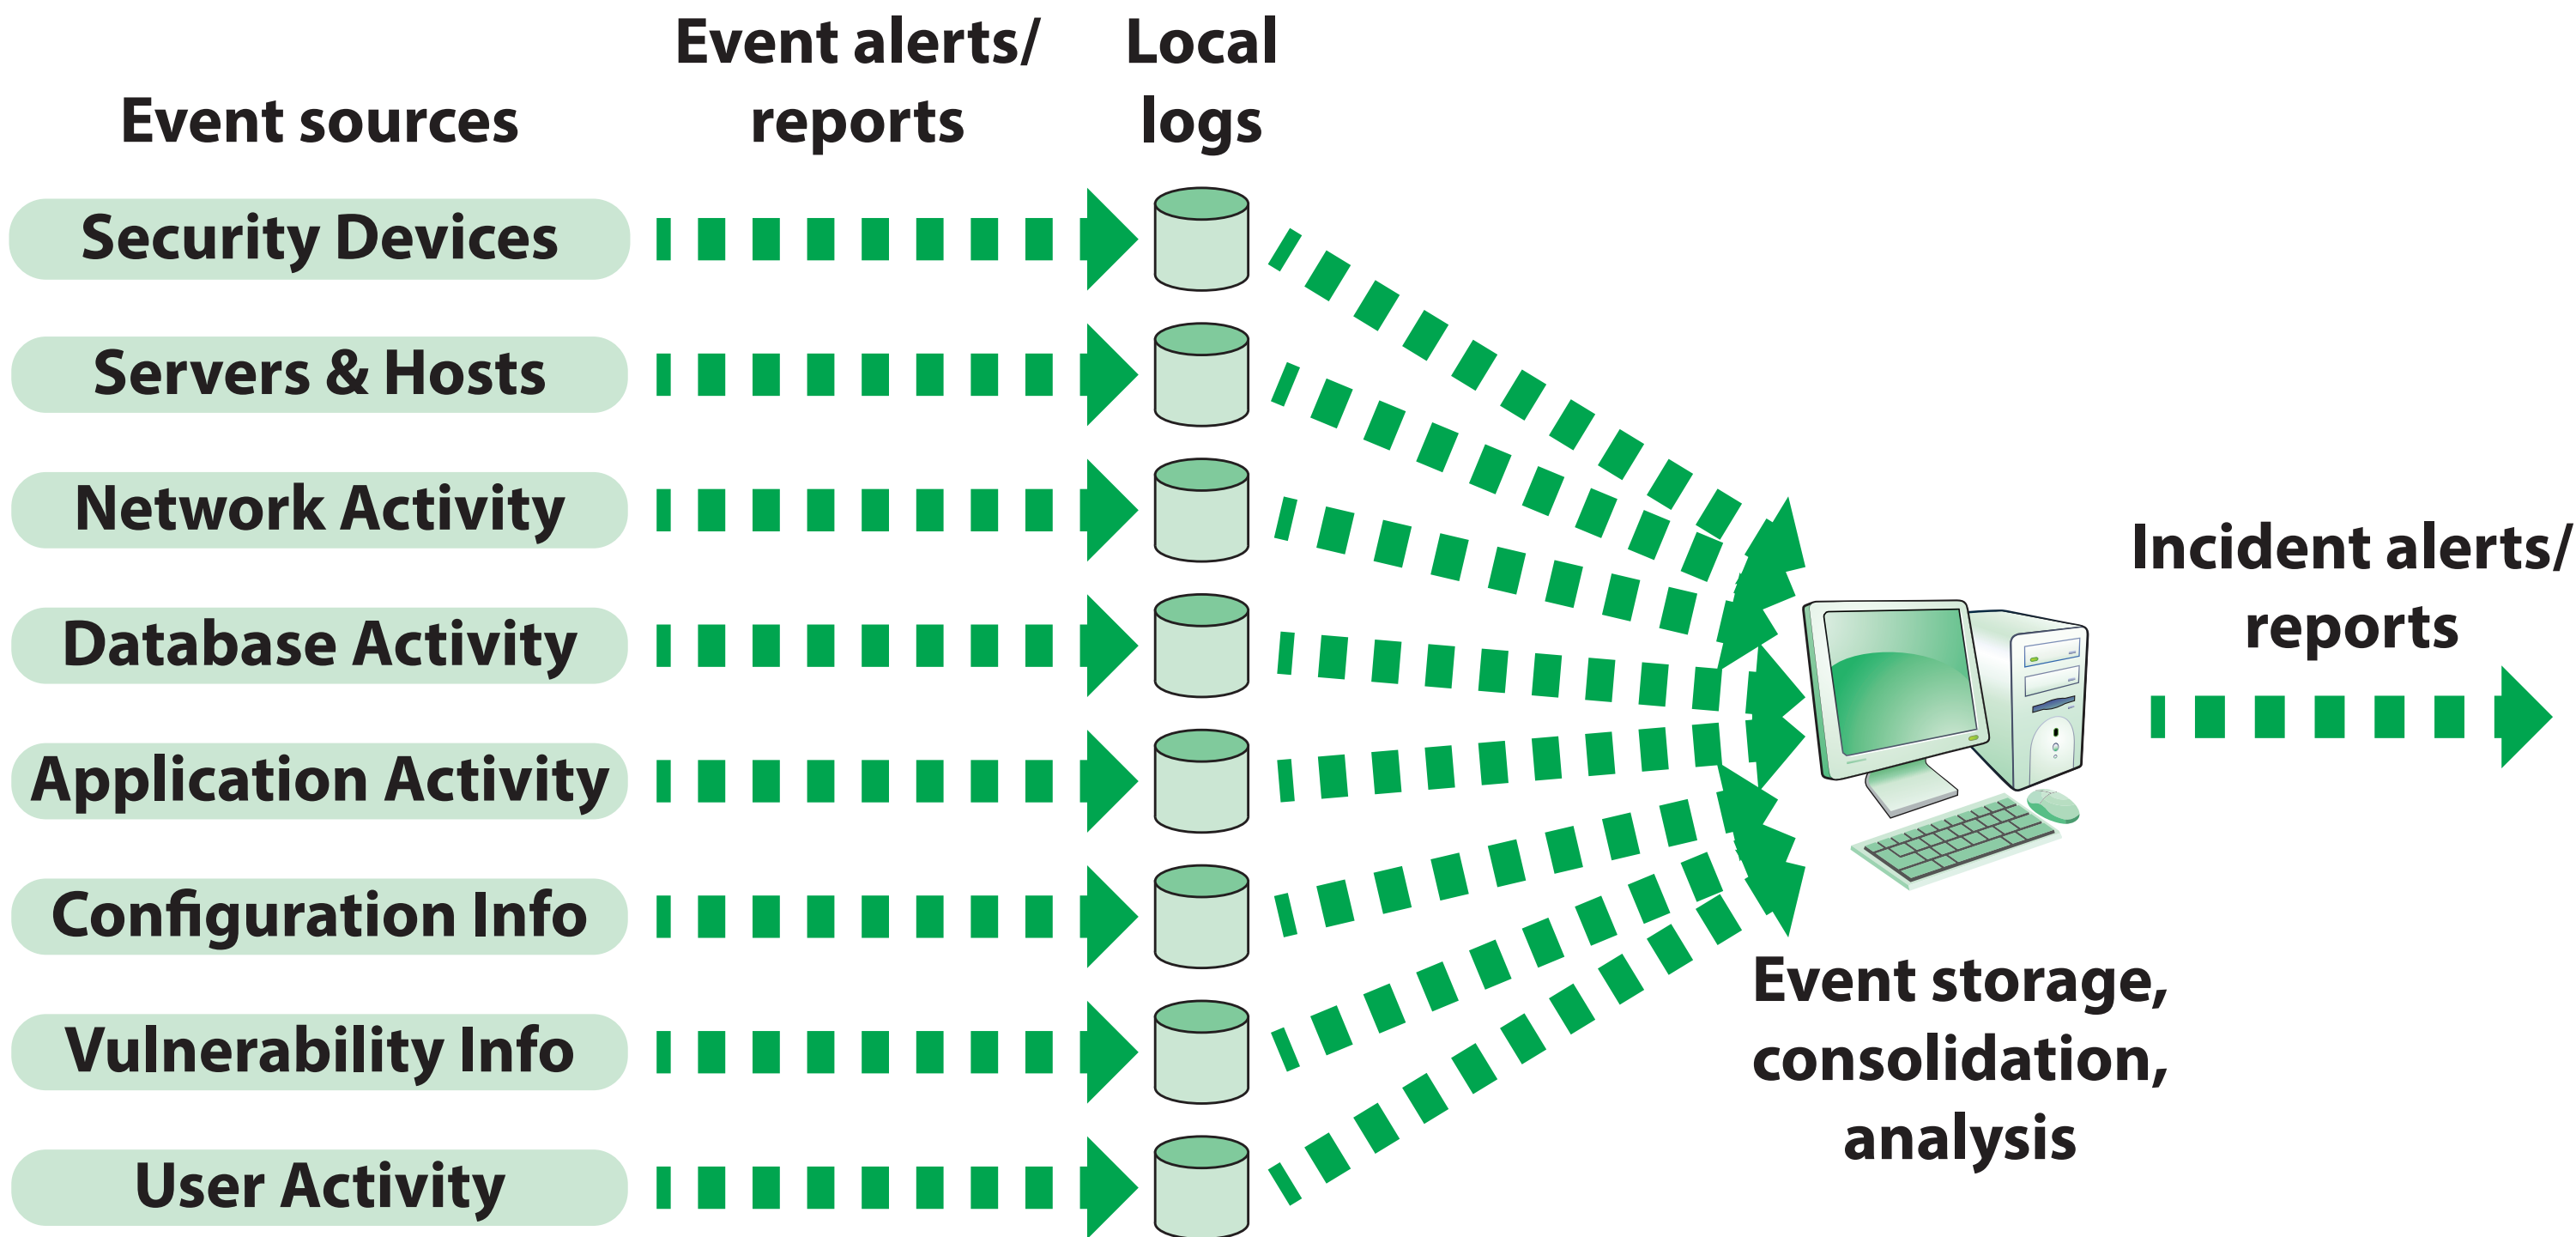 Event sources
Event alerts/
reports
Local
logs
Security Devices
Servers & Hosts
Network Activity
Database Activity
Application Activity
Configuration Info
Vulnerability Info
User Activity
Event storage,
consolidation,
analysis
Incident alerts/
reports